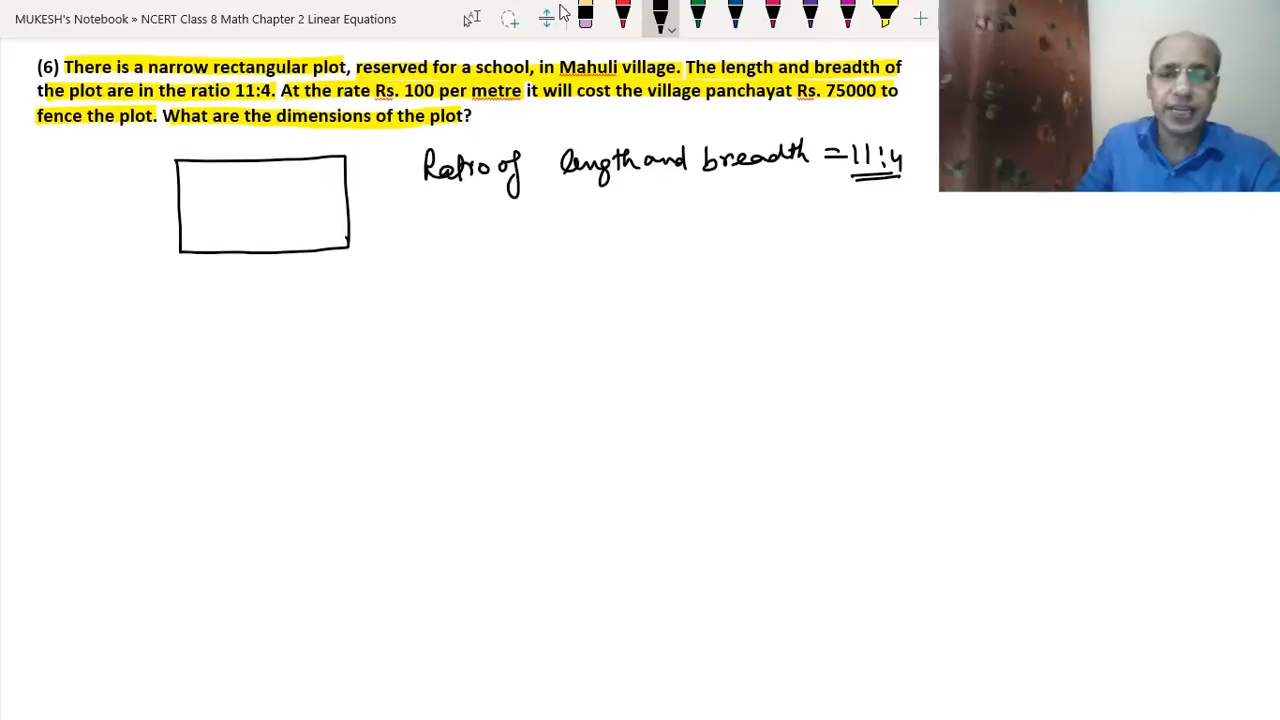 MUKESH's Notebook » NCERT Class 8 Math Chapter 2 Linear Equations
(6) There is a narrow rectangular plot, reserved for a school, in Mahuli village. The length and breadth of
the plot are in the ratio 11:4. At the rate Rs. 100 per metre it will cost the village panchayat Rs. 75000 to
fence the plot. What are the dimensions of the plot?
Ratio of length and breadth = 11:4